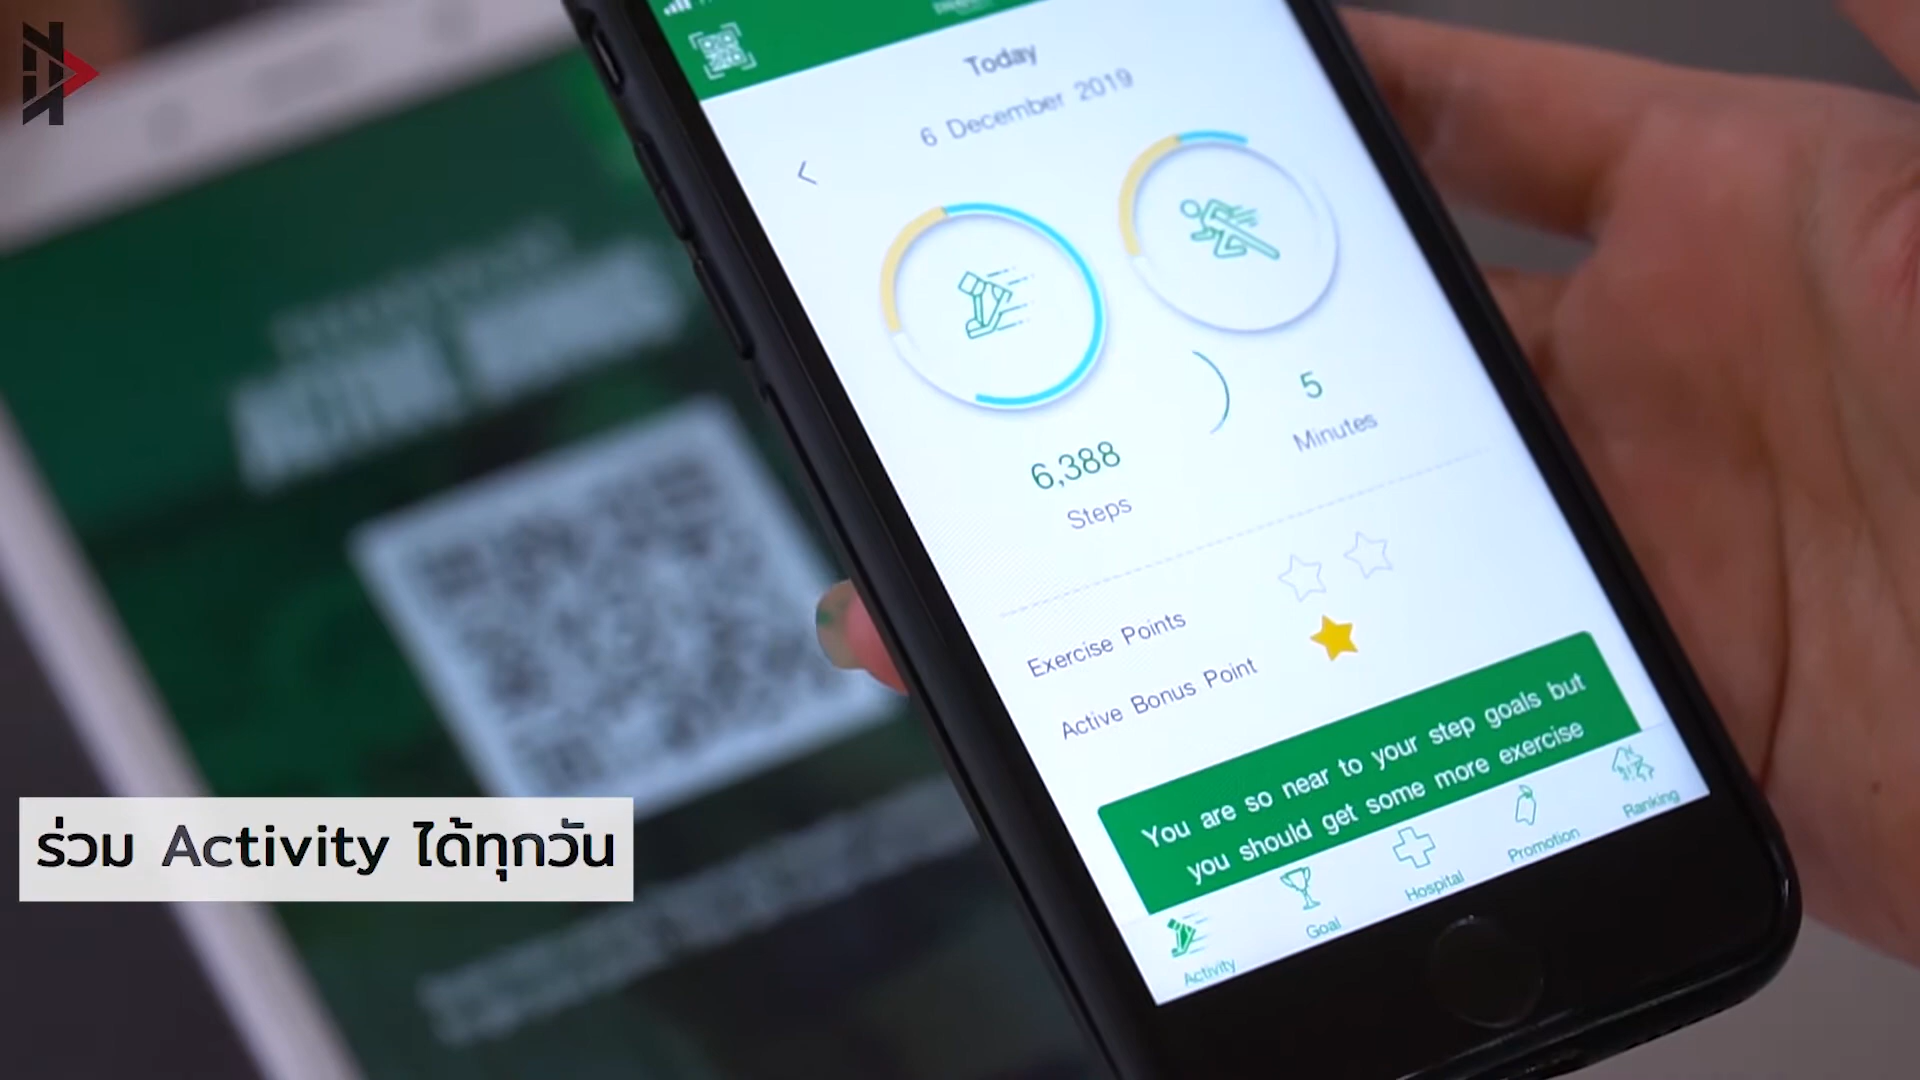 Today
6 December 2019
6,388
Steps
5
Minutes
Exercise Points
Active Bonus Point
You are so near to your step goals but
you should get some more exercise
Activity
Goal
Hospital
Promotion
Ranking
ร่วม Activity ได้ทุกวัน